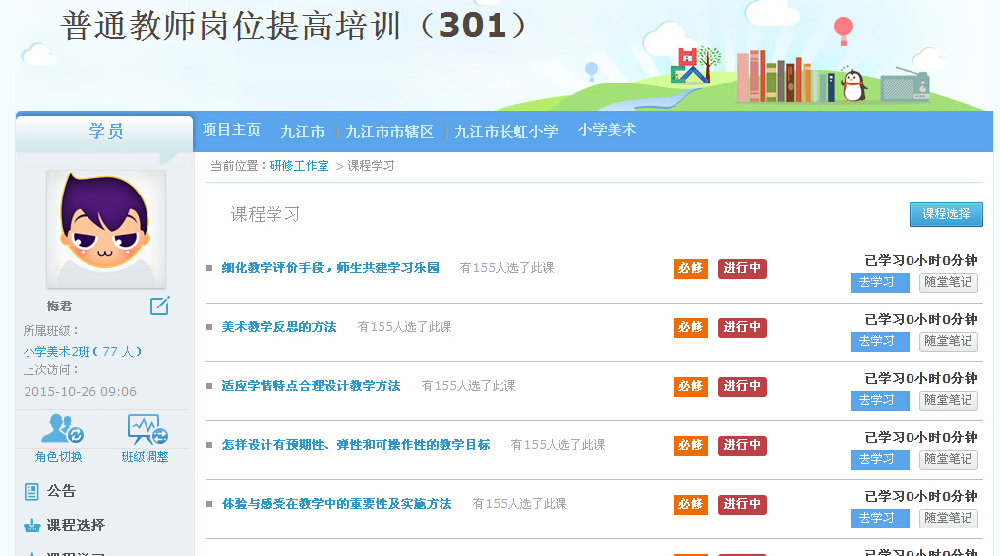 普通教师岗位提高培训（301）
学员
项目主页 九江市 | 九江市市辖区 | 九江市长虹小学 小学美术
当前位置：研修工作室 > 课程学习
课程学习
课程选择
细化教学评价手段，师生共建学习乐园 有155人选了此课 必修 进行中 已学习0小时0分钟
去学习 随堂笔记
美术教学反思的方法 有155人选了此课 必修 进行中 已学习0小时0分钟
去学习 随堂笔记
适应学情特点合理设计教学方法 有155人选了此课 必修 进行中 已学习0小时0分钟
去学习 随堂笔记
怎样设计有预期性、弹性和可操作性的教学目标 有155人选了此课 必修 进行中 已学习0小时0分钟
去学习 随堂笔记
体验与感受在教学中的重要性及实施方法 有155人选了此课 必修 进行中 已学习0小时0分钟
去学习 随堂笔记
已学习0小时0分钟
梅君
所属班级：
小学美术2班（77 人）
上次访问：
2015-10-26 09:06
角色切换 班级调整
公告
课程选择
课程学习